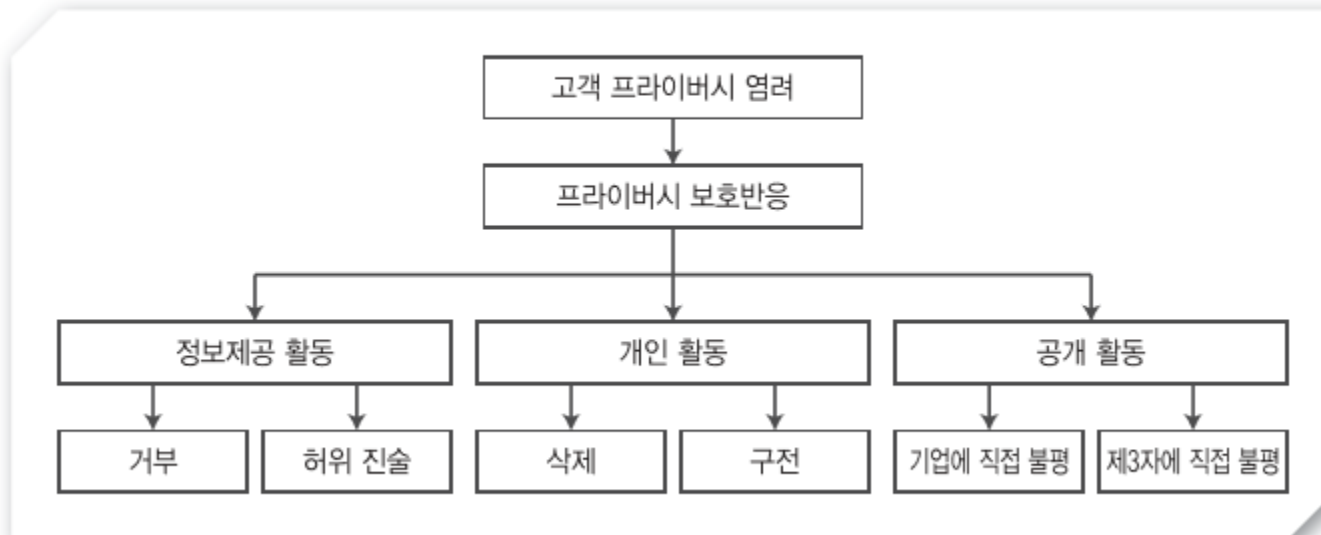 고객 프라이버시 염려
프라이버시 보호반응
정보제공 활동
개인 활동
공개 활동
거부
허위 진술
삭제
구전
기업에 직접 불평
제3자에 직접 불평